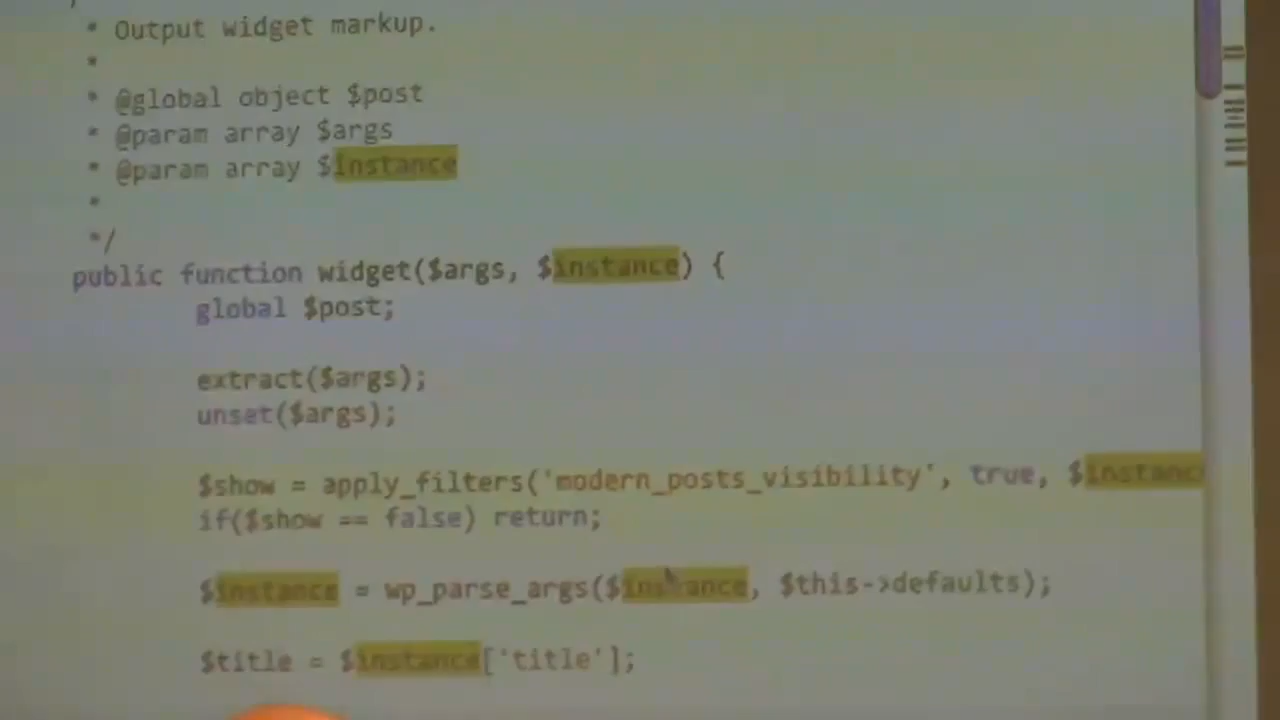 * Output widget markup.
*
* @global object $post
* @param array $args
* @param array $instance
*
*/
public function widget($args, $instance) {
global $post;
extract($args);
unset($args);
$show = apply_filters('modern_posts_visibility', true, $instance
if($show == false) return;
$instance = wp_parse_args($instance, $this->defaults);
$title = $instance['title'];